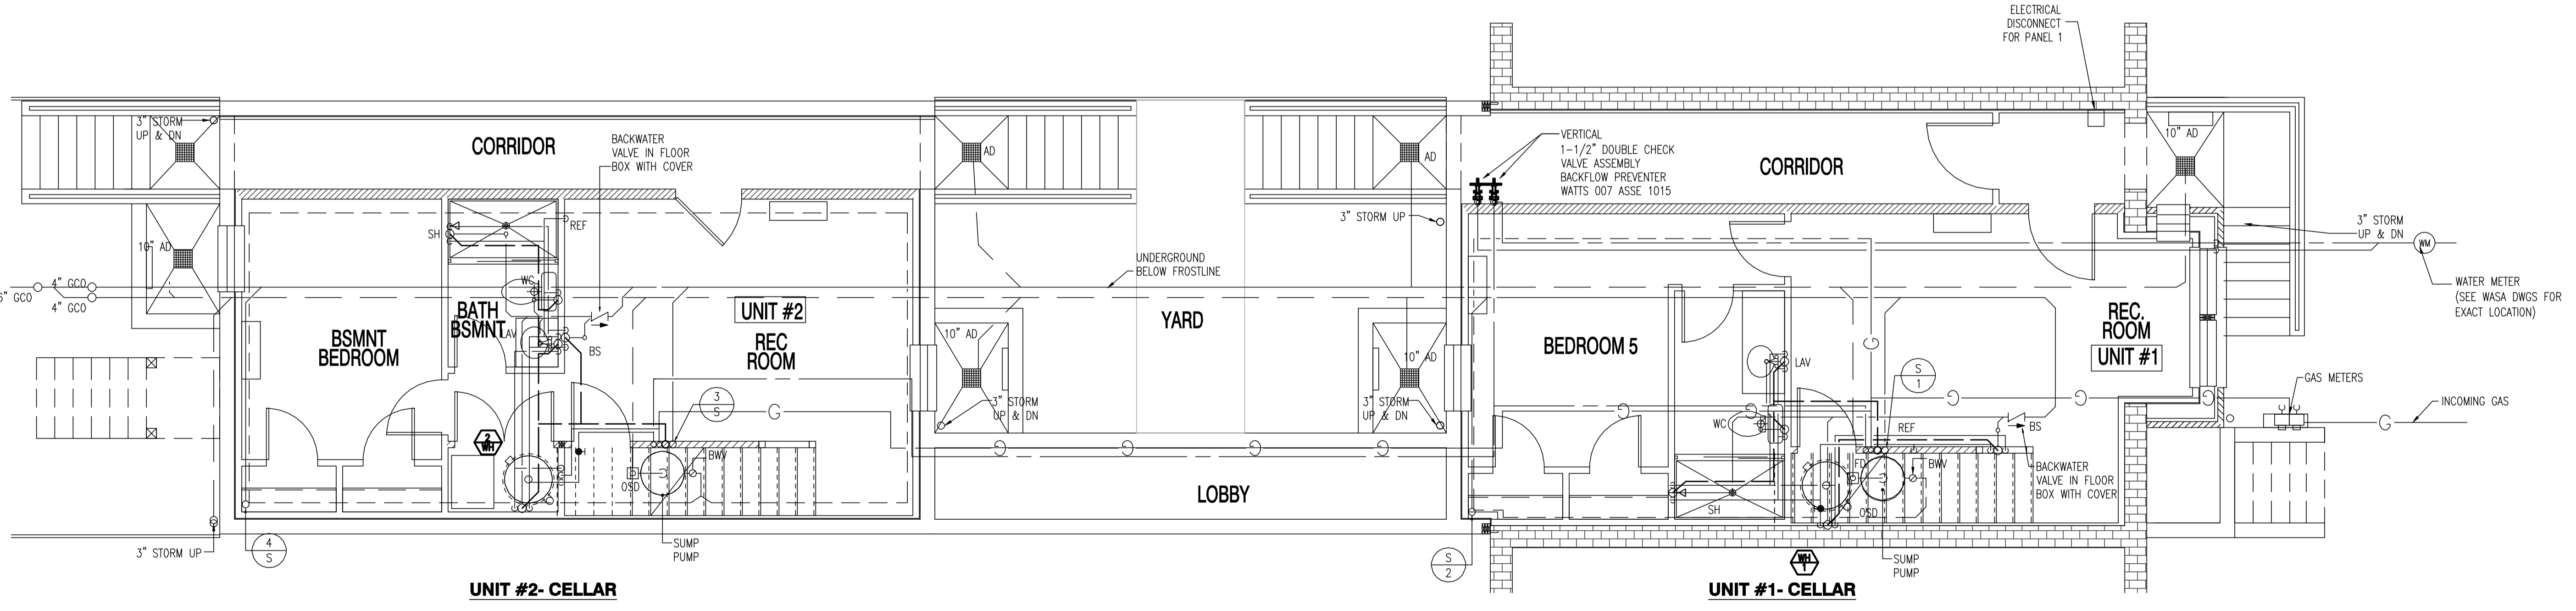 ELECTRICAL
DISCONNECT
FOR PANEL 1
3" STORM
UP & DN
CORRIDOR
BACKWATER
VALVE IN FLOOR
BOX WITH COVER
AD
AD
VERTICAL
1-1/2" DOUBLE CHECK
VALVE ASSEMBLY
BACKFLOW PREVENTER
WATTS 007 ASSE 1015
CORRIDOR
10" AD
3" STORM UP
3" STORM
UP & DN
REF
SH
10" AD
WM
WATER METER
(SEE WASA DWGS FOR
EXACT LOCATION)
6" GCO
4" GCO
4" GCO
WC
UNDERGROUND
BELOW FROSTLINE
BATH
BSMNT
LAV
BS
UNIT #2
REC
ROOM
BSMNT
BEDROOM
YARD
10" AD
10" AD
BEDROOM 5
LAV
G
REC.
ROOM
UNIT #1
S
1
GAS METERS
INCOMING GAS
G
3
S
G
3" STORM
UP & DN
3" STORM
UP & DN
G
G
G
G
G
WC
REF
BS
2
WH
G
G
G
G
BWV
OSD
FD
BWV
OSD
BACKWATER
VALVE IN FLOOR
BOX WITH COVER
SH
LOBBY
3" STORM UP
4
S
SUMP
PUMP
S
2
WH
1
SUMP
PUMP
UNIT #2- CELLAR
UNIT #1- CELLAR